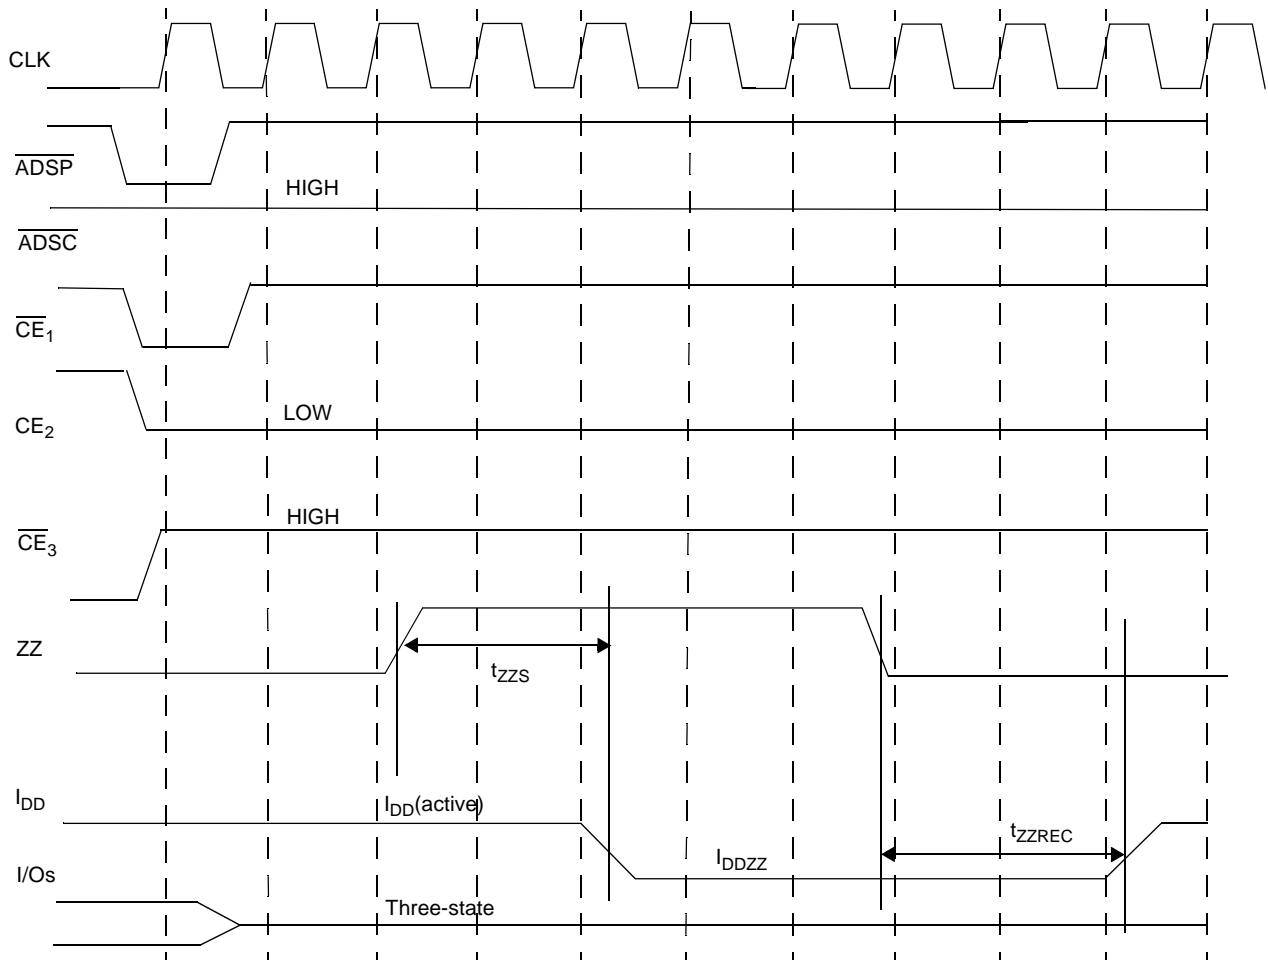 CLK
ADSP
HIGH
ADSC
CE1
LOW
CE2
HIGH
CE3
ZZ
tZZS
IDD
IDD(active)
tZZREC
IDDZZ
I/Os
Three-state